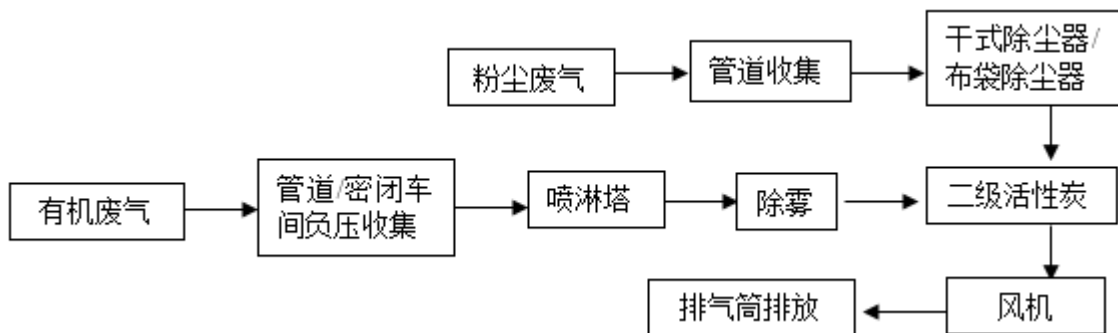 粉尘废气
管道收集
干式除尘器/
布袋除尘器
有机废气
管道/密闭车
间负压收集
喷淋塔
除雾
二级活性炭
排气筒排放
风机